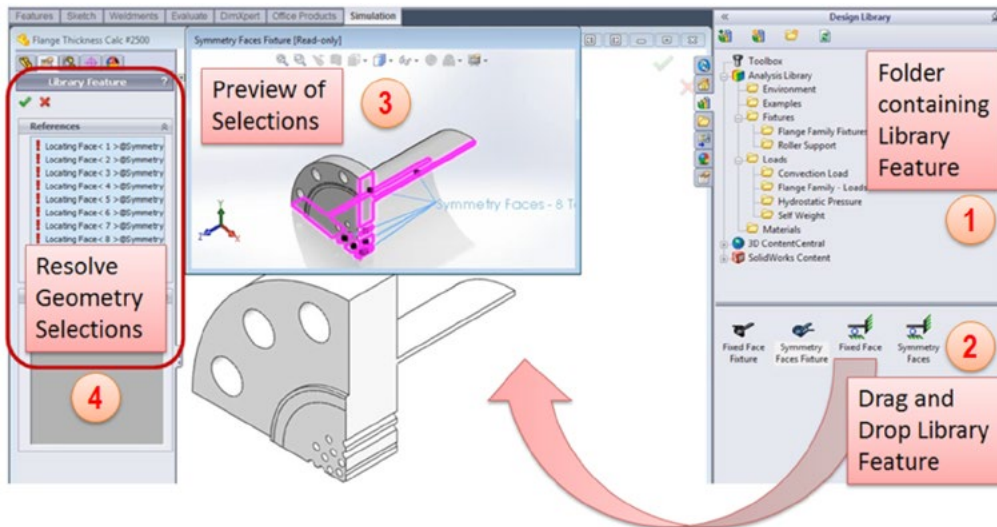 Features Sketch Weldments Evaluate DimXpert Office Products Simulation
Flange Thickness Calc #2500
Library Feature ?
References
Locating Face< 1 >@Symmetry
Locating Face< 2 >@Symmetry
Locating Face< 3 >@Symmetry
Locating Face< 4 >@Symmetry
Locating Face< 5 >@Symmetry
Locating Face< 6 >@Symmetry
Locating Face< 7 >@Symmetry
Locating Face< 8 >@Symmetry
Resolve
Geometry
Selections
4
Symmetry Faces Fixture [Read-only]
Preview of
Selections
3
Symmetry Faces - 8 T
Y
Z
X
Design Library
Toolbox
Analysis Library
Environment
Examples
Fixtures
Flange Family Fixtures
Roller Support
Loads
Convection Load
Flange Family - Loads
Hydrostatic Pressure
Self Weight
Materials
3D ContentCentral
SolidWorks Content
Folder
containing
Library
Feature
1
Fixed Face
Fixture
Symmetry
Faces Fixture
Fixed Face
Symmetry
Faces
2
Drag and
Drop Library
Feature